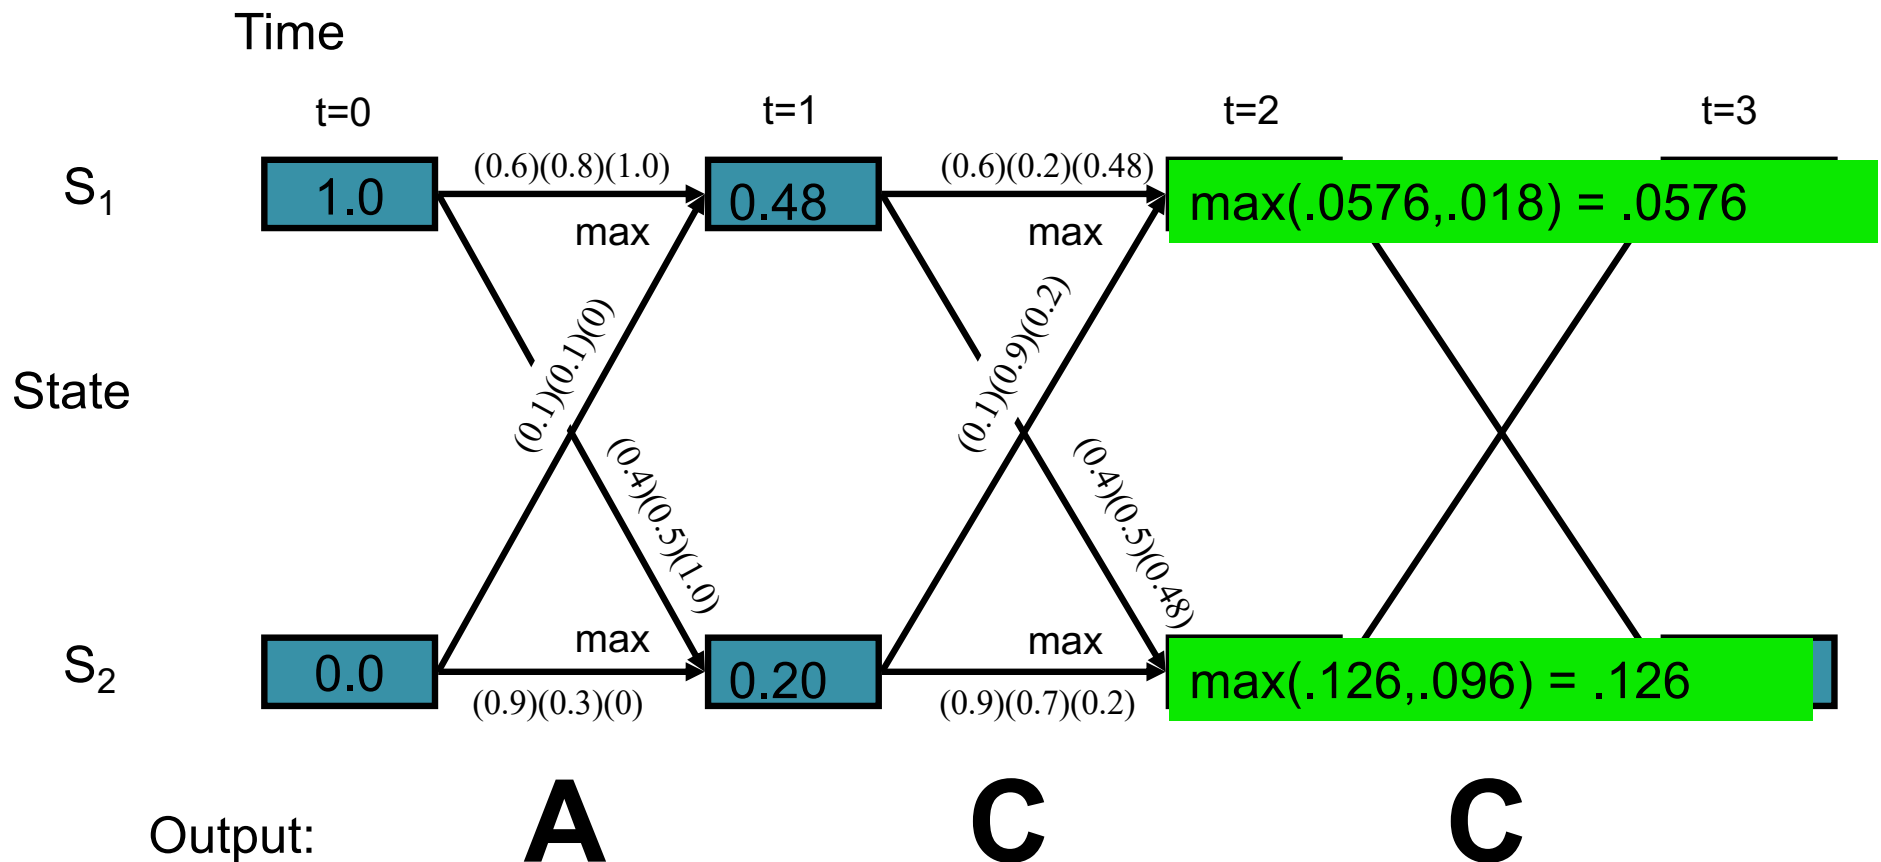 Time
t=0 t=1 t=2 t=3
S₁ 1.0 (0.6)(0.8)(1.0) 0.48 (0.6)(0.2)(0.48) max(.0576,.018) = .0576
max max
(0.1)(0.1)(0) (0.1)(0.9)(0.2)
State
(0.4)(0.5)(1.0) (0.4)(0.5)(0.48)
max max
S₂ 0.0 0.20 max(.126,.096) = .126
(0.9)(0.3)(0) (0.9)(0.7)(0.2)
Output: A C C